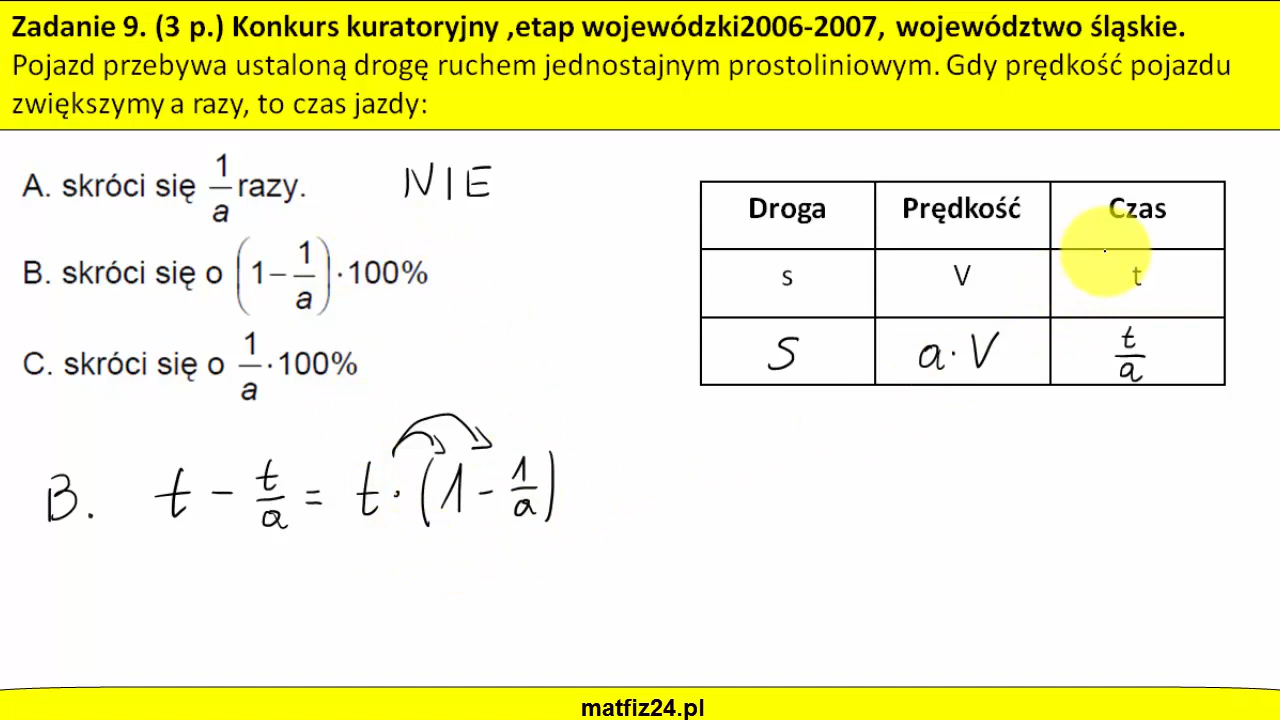 Zadanie 9. (3 p.) Konkurs kuratoryjny ,etap wojewódzki2006-2007, województwo śląskie.
Pojazd przebywa ustaloną drogę ruchem jednostajnym prostoliniowym. Gdy prędkość pojazdu
zwiększymy a razy, to czas jazdy:
A. skróci się 1/a razy. NIE
B. skróci się o (1−1/a)·100%
C. skróci się o 1/a·100%
Droga Prędkość Czas
s V t
S a·V t/a
B. t − t/a = t·(1 − 1/a)
matfiz24.pl